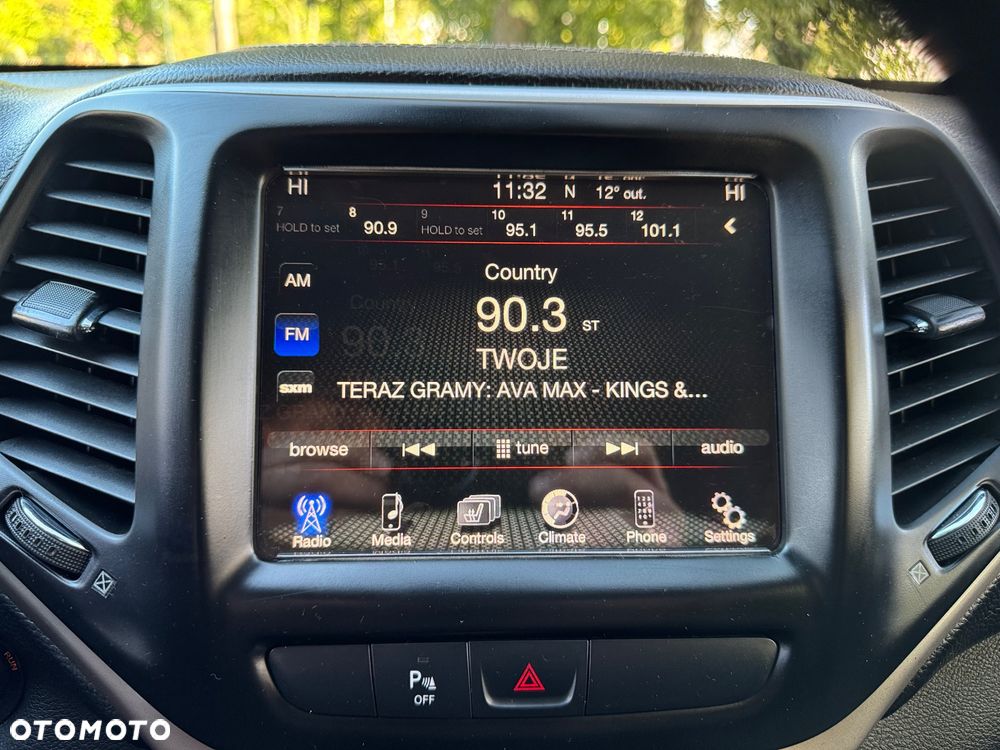 HI 11:32 N 12° out. HI
7 HOLD to set 8 90.9 9 HOLD to set 10 95.1 11 95.5 12 101.1
AM
Country
FM
90.3 ST
TWOJE
sxm
TERAZ GRAMY: AVA MAX - KINGS &...
browse tune audio
Radio Media Controls Climate Phone Settings
P OFF
RUN
OTOMOTO